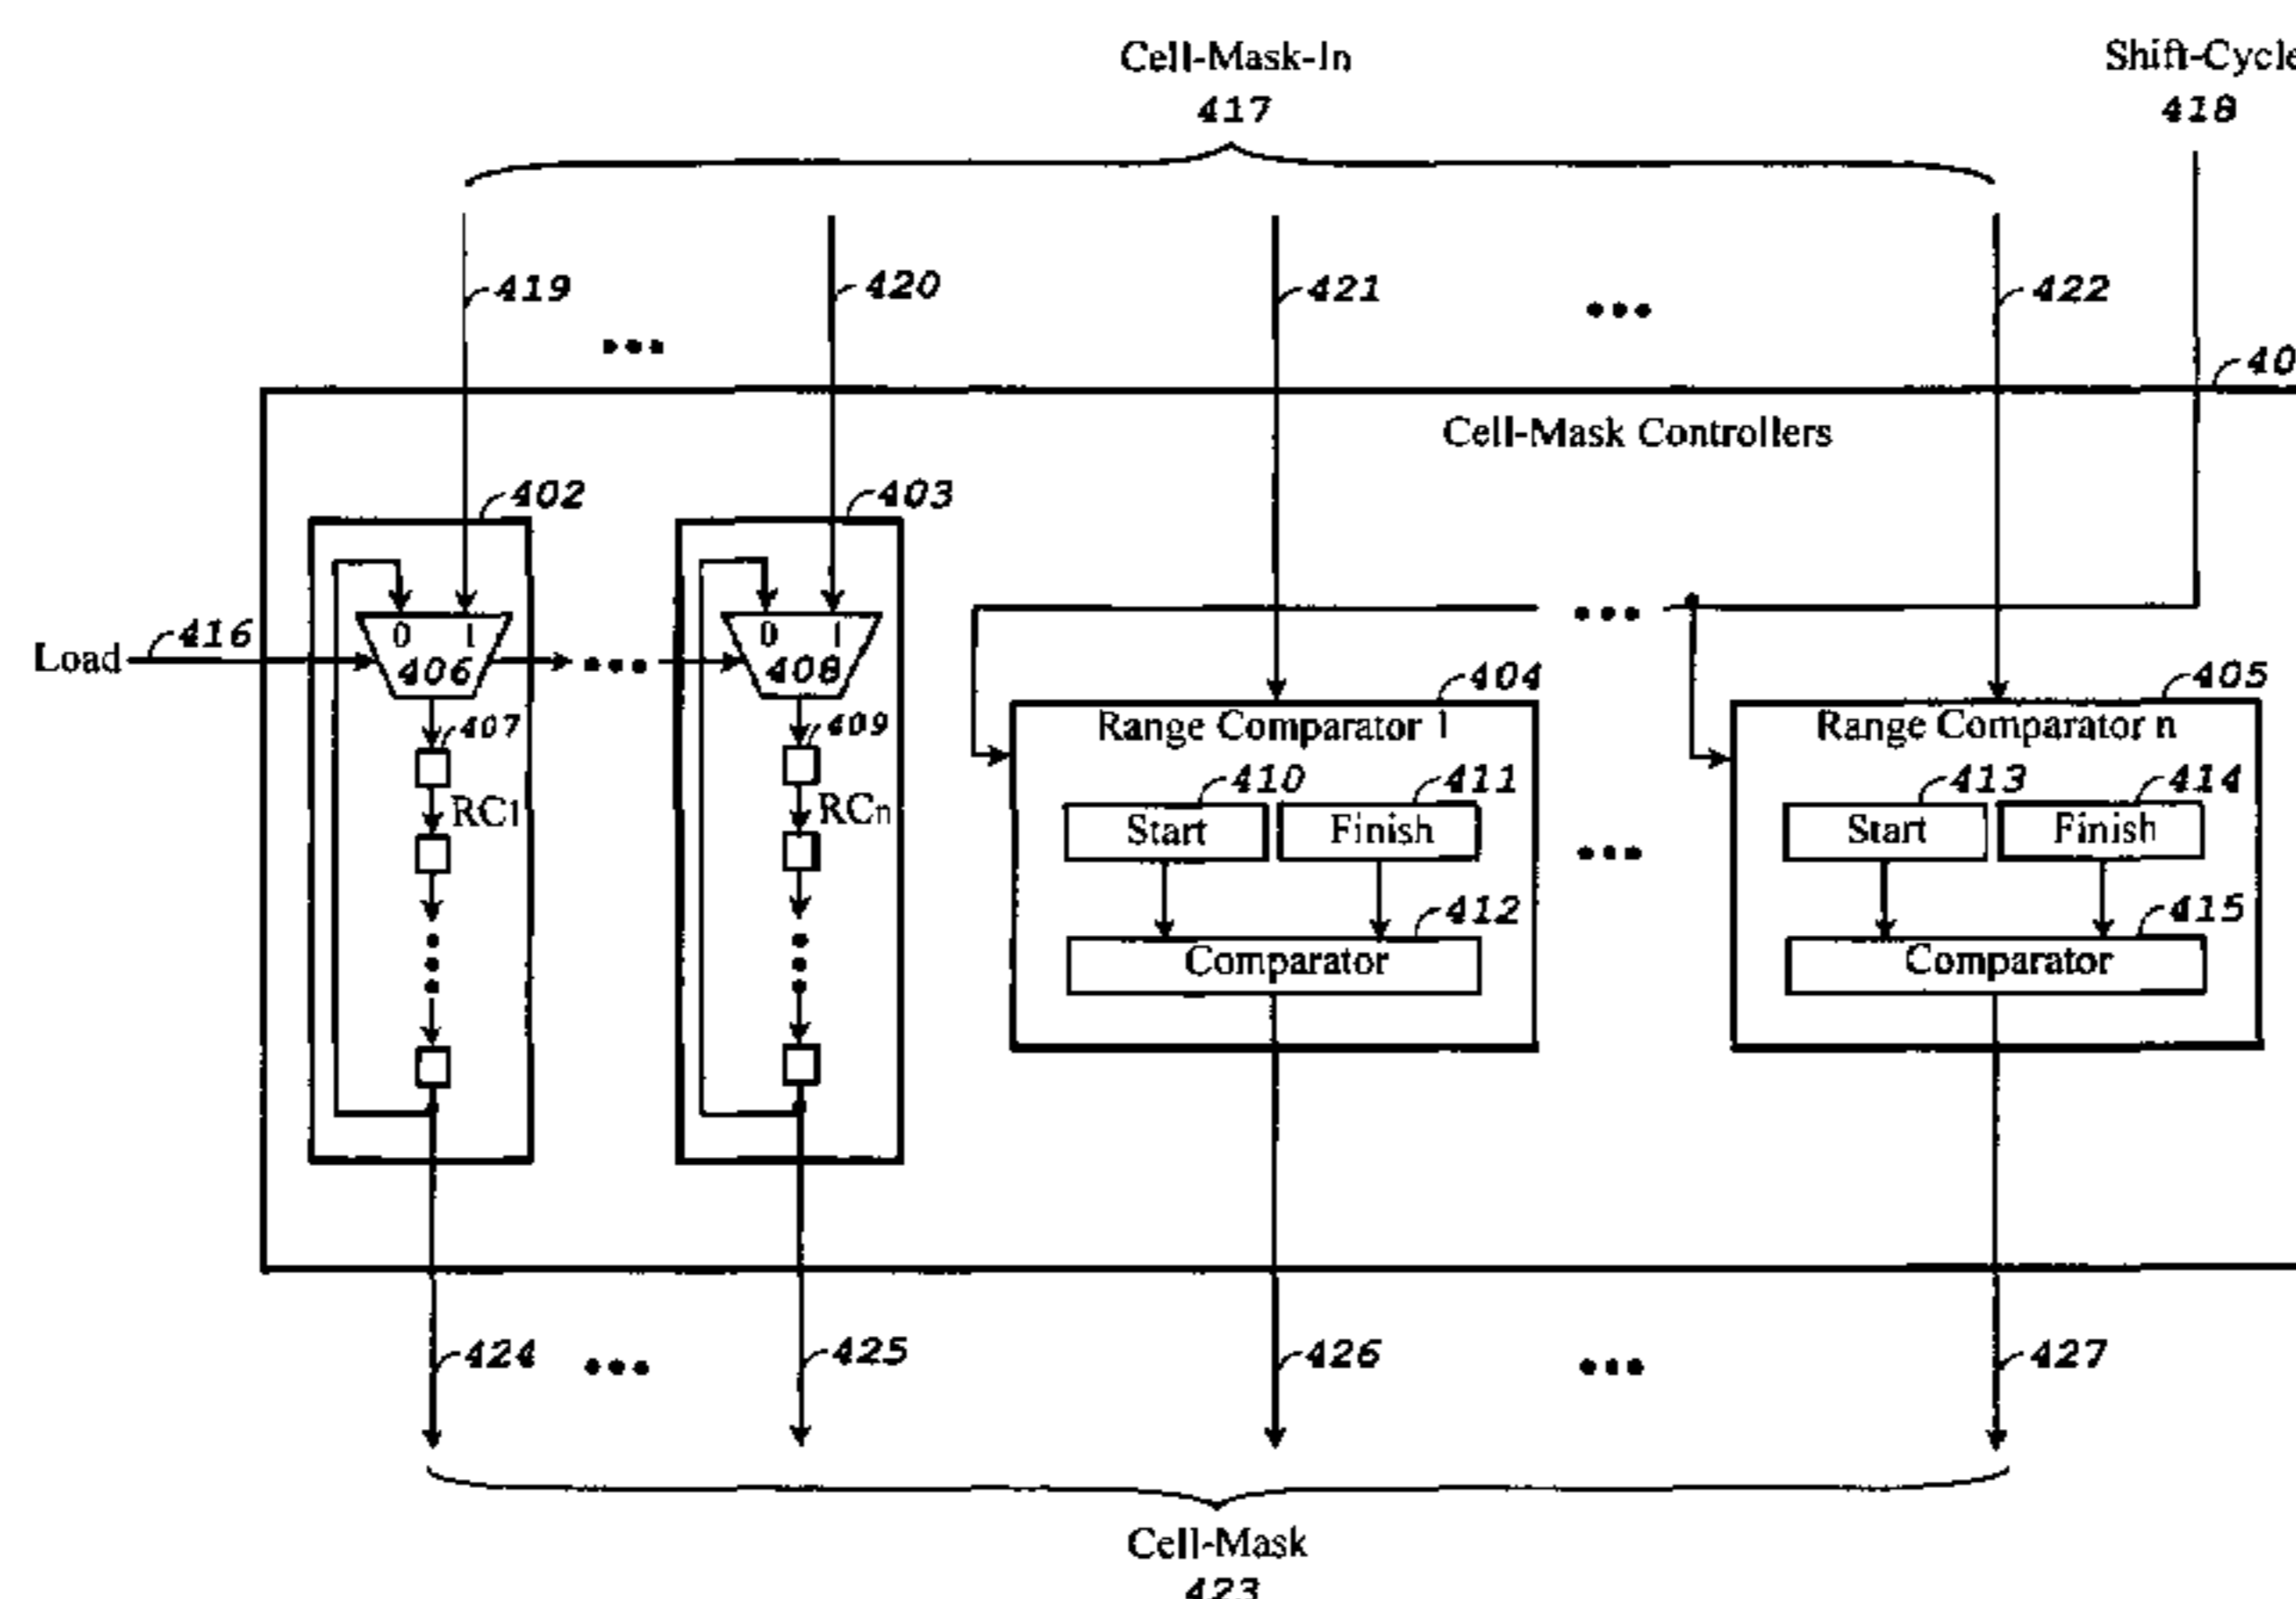 Cell-Mask-In
Shift-Cycle
417
418
419
420
421
422
40
Cell-Mask Controllers
402
403
Load
416
0 1
406
0 1
408
404
405
407
409
Range Comparator 1
Range Comparator n
RC1
RCn
410
411
413
414
Start
Finish
Start
Finish
412
415
Comparator
Comparator
424
425
426
427
Cell-Mask
423